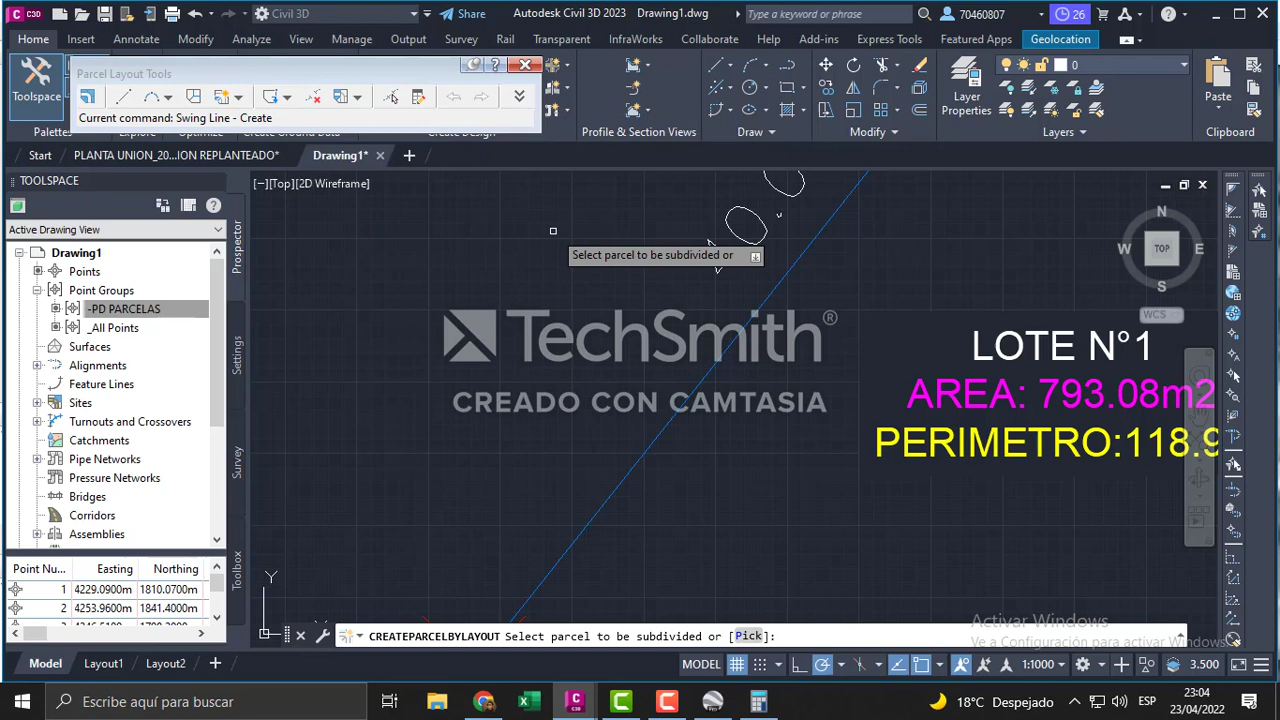 Civil 3D
Share
Autodesk Civil 3D 2023 Drawing1.dwg
Type a keyword or phrase
70460807
26
Home Insert Annotate Modify Analyze View Manage Output Survey Rail Transparent InfraWorks Collaborate Help Add-ins Express Tools Featured Apps Geolocation
Parcel Layout Tools
Current command: Swing Line - Create
Toolspace
Layer
Properties
0
Paste
Profile & Section Views
Draw
Modify
Layers
Clipboard
Start
PLANTA UNION_20...ION REPLANTEADO*
Drawing1*
TOOLSPACE
[−][Top][2D Wireframe]
Active Drawing View
Prospector
Settings
Survey
Toolbox
Drawing1
Points
Point Groups
-PD PARCELAS
_All Points
Surfaces
Alignments
Feature Lines
Sites
Turnouts and Crossovers
Catchments
Pipe Networks
Pressure Networks
Bridges
Corridors
Assemblies
Point Nu... Easting Northing
1 4229.0900m 1810.0700m
2 4253.9600m 1841.4000m
N
W TOP E
S
WCS
Select parcel to be subdivided or
TechSmith®
CREADO CON CAMTASIA
LOTE N°1
AREA: 793.08m2
PERIMETRO:118.9
Y
CREATEPARCELBYLAYOUT Select parcel to be subdivided or [Pick]:
Activar Windows
Ve a Configuración para activar Windows
Model Layout1 Layout2
MODEL
1:1000
3.500
Escribe aquí para buscar
18°C Despejado
ESP
23:04
23/04/2022